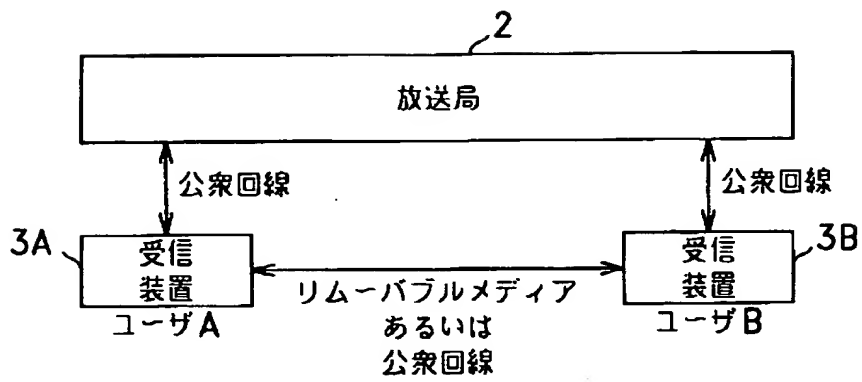 2
放送局
公衆回線
公衆回線
3A
受信
装置
ユーザA
3B
受信
装置
ユーザB
リムーバブルメディア
あるいは
公衆回線